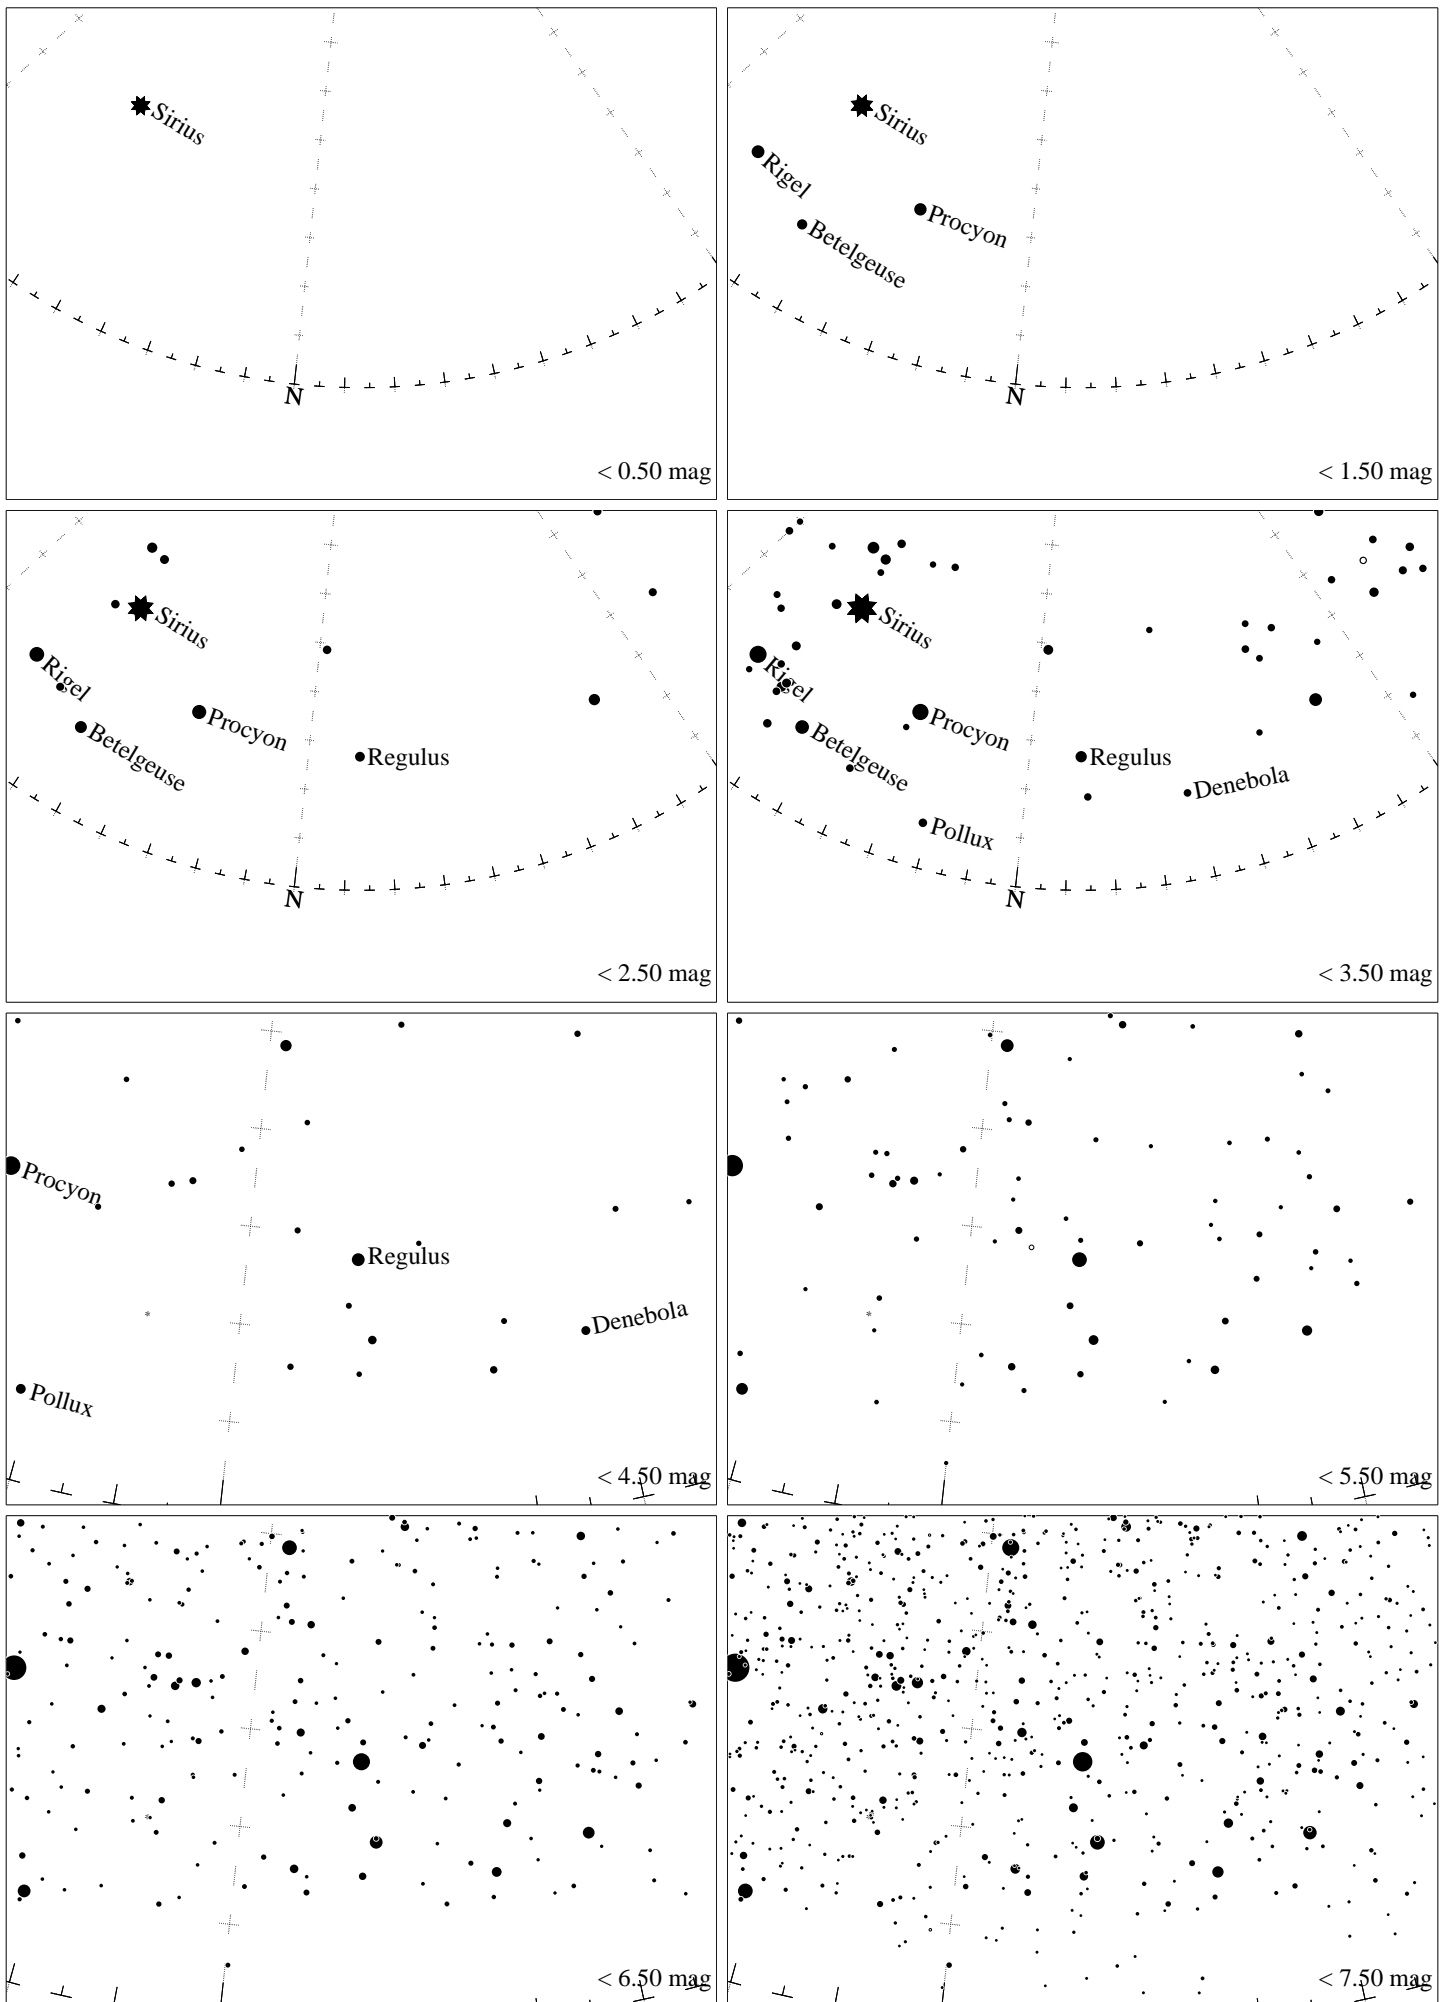 Sirius
N
< 0.50 mag
Sirius
Rigel
Procyon
Betelgeuse
N
< 1.50 mag
Sirius
Rigel
Procyon
Betelgeuse
Regulus
N
< 2.50 mag
Sirius
Rigel
Procyon
Betelgeuse
Regulus
Denebola
Pollux
N
< 3.50 mag
Procyon
Regulus
Denebola
Pollux
< 4.50 mag
< 5.50 mag
< 6.50 mag
< 7.50 mag